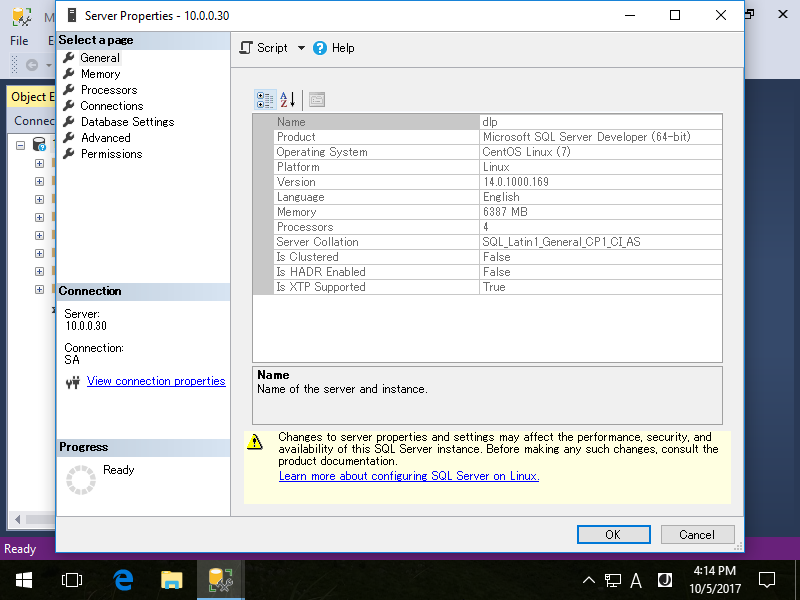 M
Server Properties - 10.0.0.30
File
E
Select a page
General
Memory
Processors
Connections
Database Settings
Advanced
Permissions
Script
Help
Object E
Connec
Name dlp
Product Microsoft SQL Server Developer (64-bit)
Operating System CentOS Linux (7)
Platform Linux
Version 14.0.1000.169
Language English
Memory 6387 MB
Processors 4
Server Collation SQL_Latin1_General_CP1_CI_AS
Is Clustered False
Is HADR Enabled False
Is XTP Supported True
Connection
Server:
10.0.0.30
Connection:
SA
View connection properties
Name
Name of the server and instance.
Progress
Ready
Changes to server properties and settings may affect the performance, security, and
availability of this SQL Server instance. Before making any such changes, consult the
product documentation.
Learn more about configuring SQL Server on Linux.
OK
Cancel
Ready
A
4:14 PM
10/5/2017